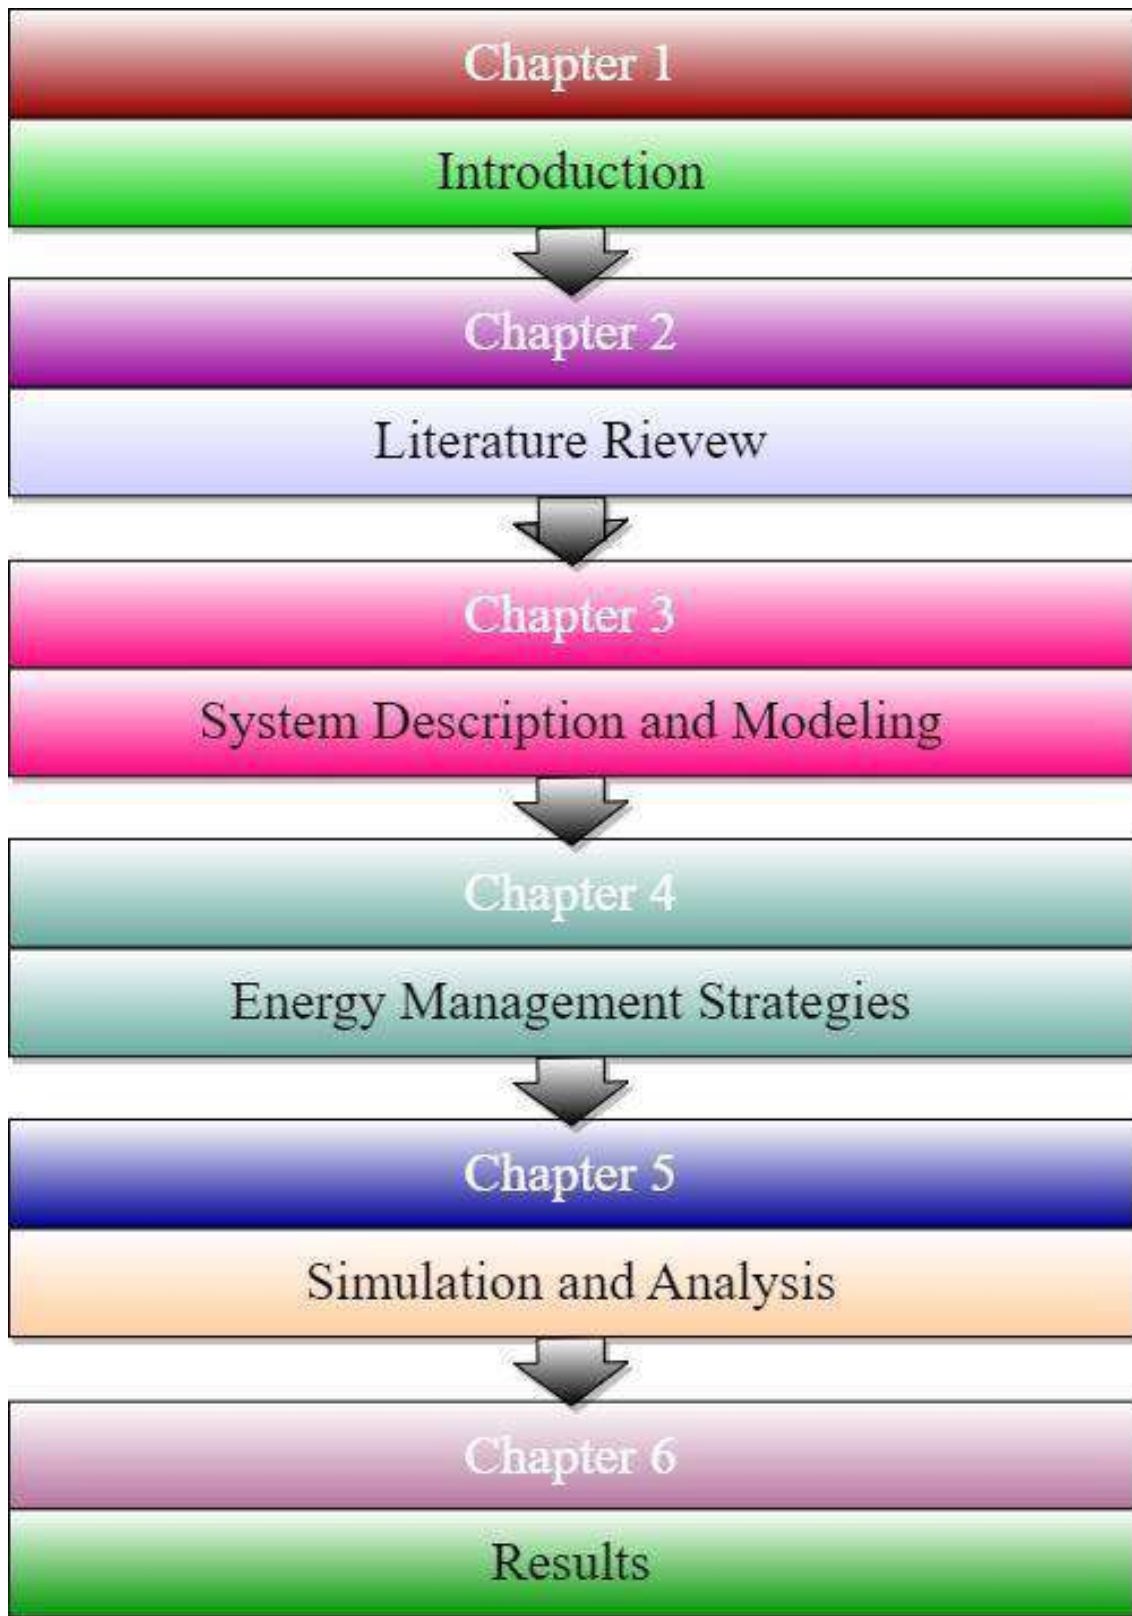 Chapter 1
Introduction
Chapter 2
Literature Rievew
Chapter 3
System Description and Modeling
Chapter 4
Energy Management Strategies
Chapter 5
Simulation and Analysis
Chapter 6
Results